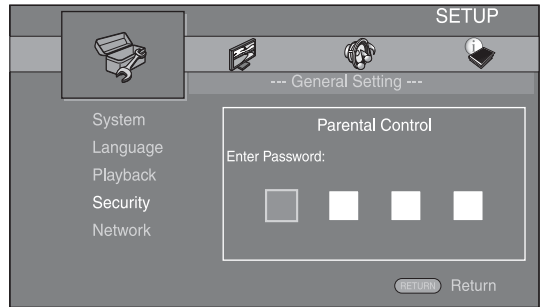 SETUP
--- General Setting ---
System
Language
Playback
Security
Network
Parental Control
Enter Password:
RETURN Return